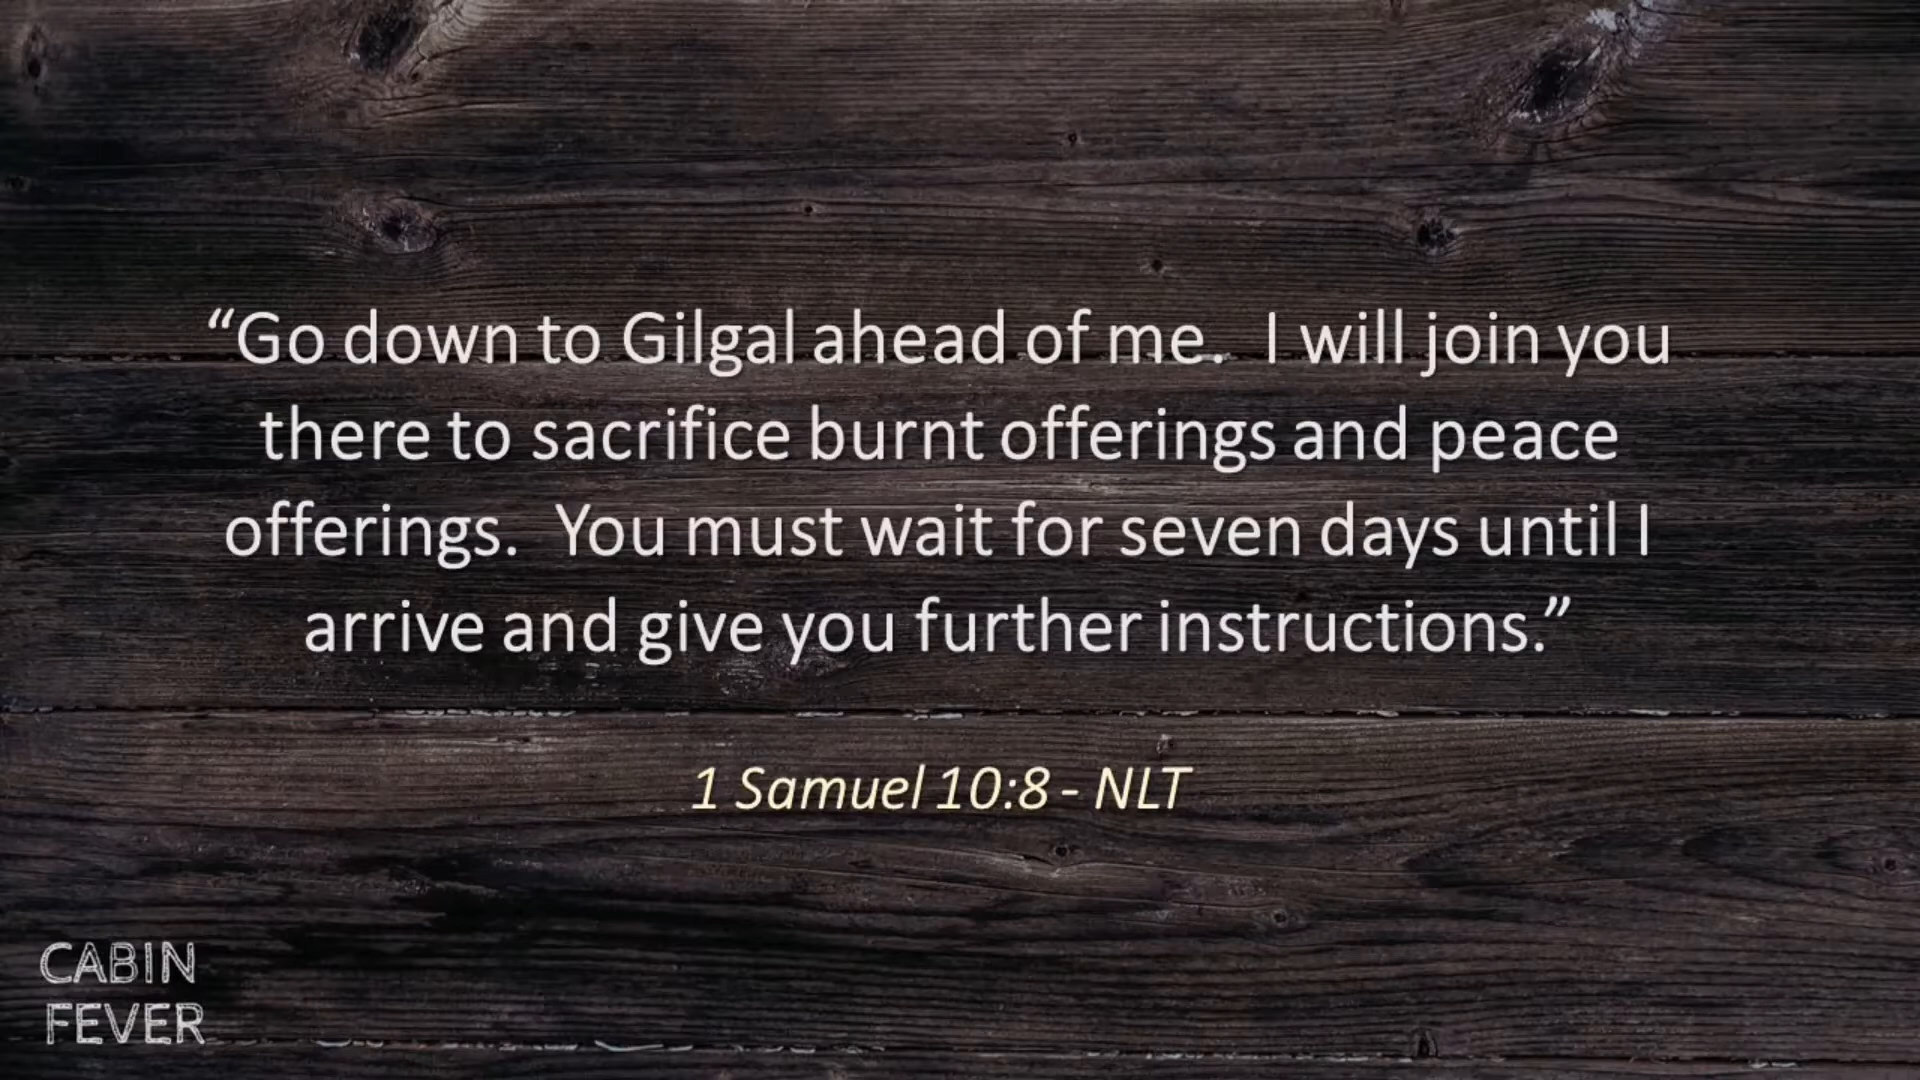 “Go down to Gilgal ahead of me.  I will join you
there to sacrifice burnt offerings and peace
offerings.  You must wait for seven days until I
arrive and give you further instructions.”
1 Samuel 10:8 - NLT
CABIN
FEVER